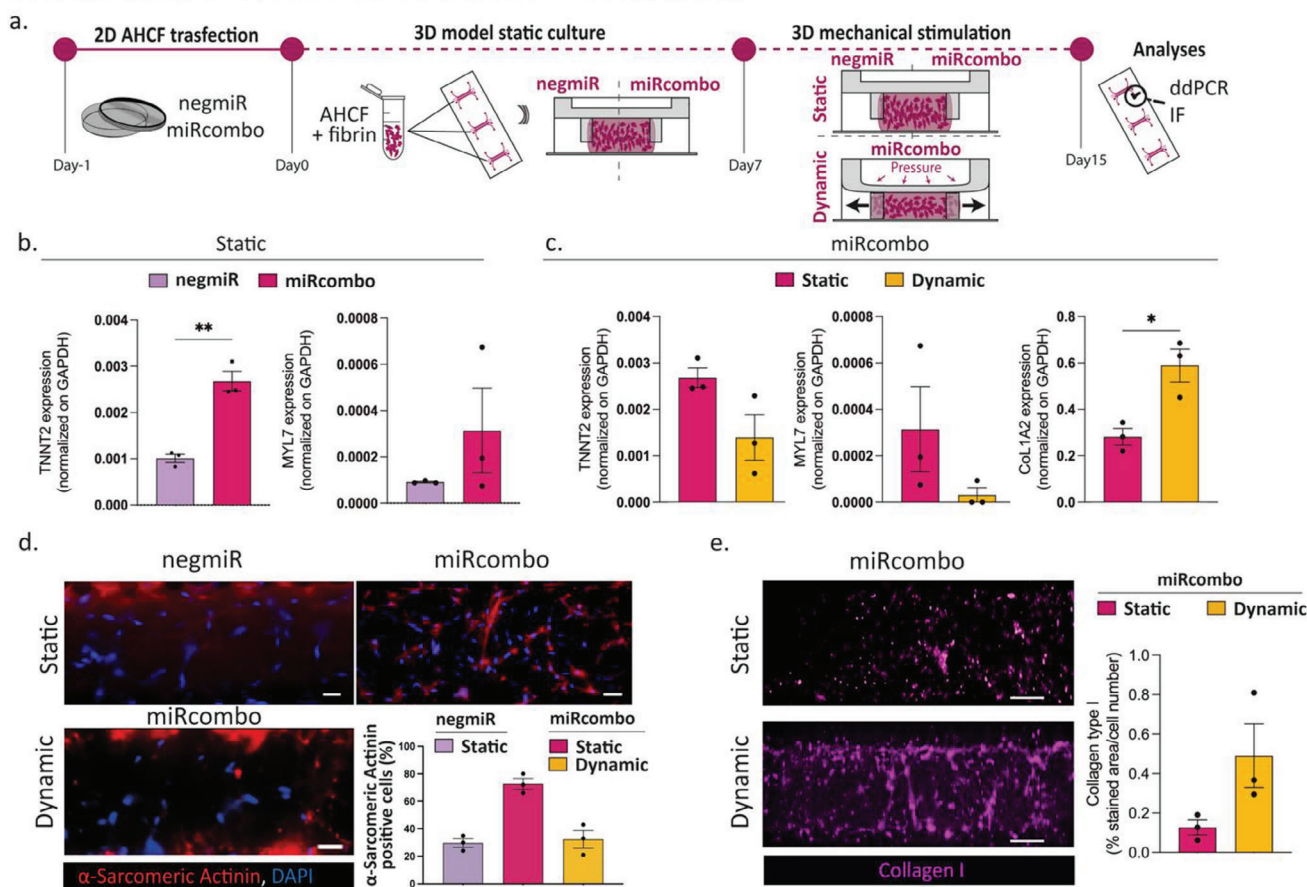 a.
2D AHCF trasfection
3D model static culture
3D mechanical stimulation
Analyses
negmiR
miRcombo
AHCF
+ fibrin
negmiR
miRcombo
negmiR
miRcombo
Static
miRcombo
Pressure
Dynamic
ddPCR
IF
Day-1
Day0
Day7
Day15
b.
Static
negmiR
miRcombo
TNNT2 expression
(normalized on GAPDH)
0.004
0.003
0.002
0.001
0.000
**
MYL7 expression
(normalized on GAPDH)
0.0008
0.0006
0.0004
0.0002
0.0000
c.
miRcombo
Static
Dynamic
TNNT2 expression
(normalized on GAPDH)
0.004
0.003
0.002
0.001
0.000
MYL7 expression
(normalized on GAPDH)
0.0008
0.0006
0.0004
0.0002
0.0000
CoL1A2 expression
(normalized on GAPDH)
0.8
0.6
0.4
0.2
0.0
*
d.
negmiR
miRcombo
Static
miRcombo
Dynamic
α-Sarcomeric Actinin, DAPI
negmiR
miRcombo
Static
Static
Dynamic
α-Sarcomeric Actinin
positive cells (%)
100
80
60
40
20
0
e.
miRcombo
Static
Dynamic
Collagen I
miRcombo
Static
Dynamic
Collagen type I
(% stained area/cell number)
1.0
0.8
0.6
0.4
0.2
0.0